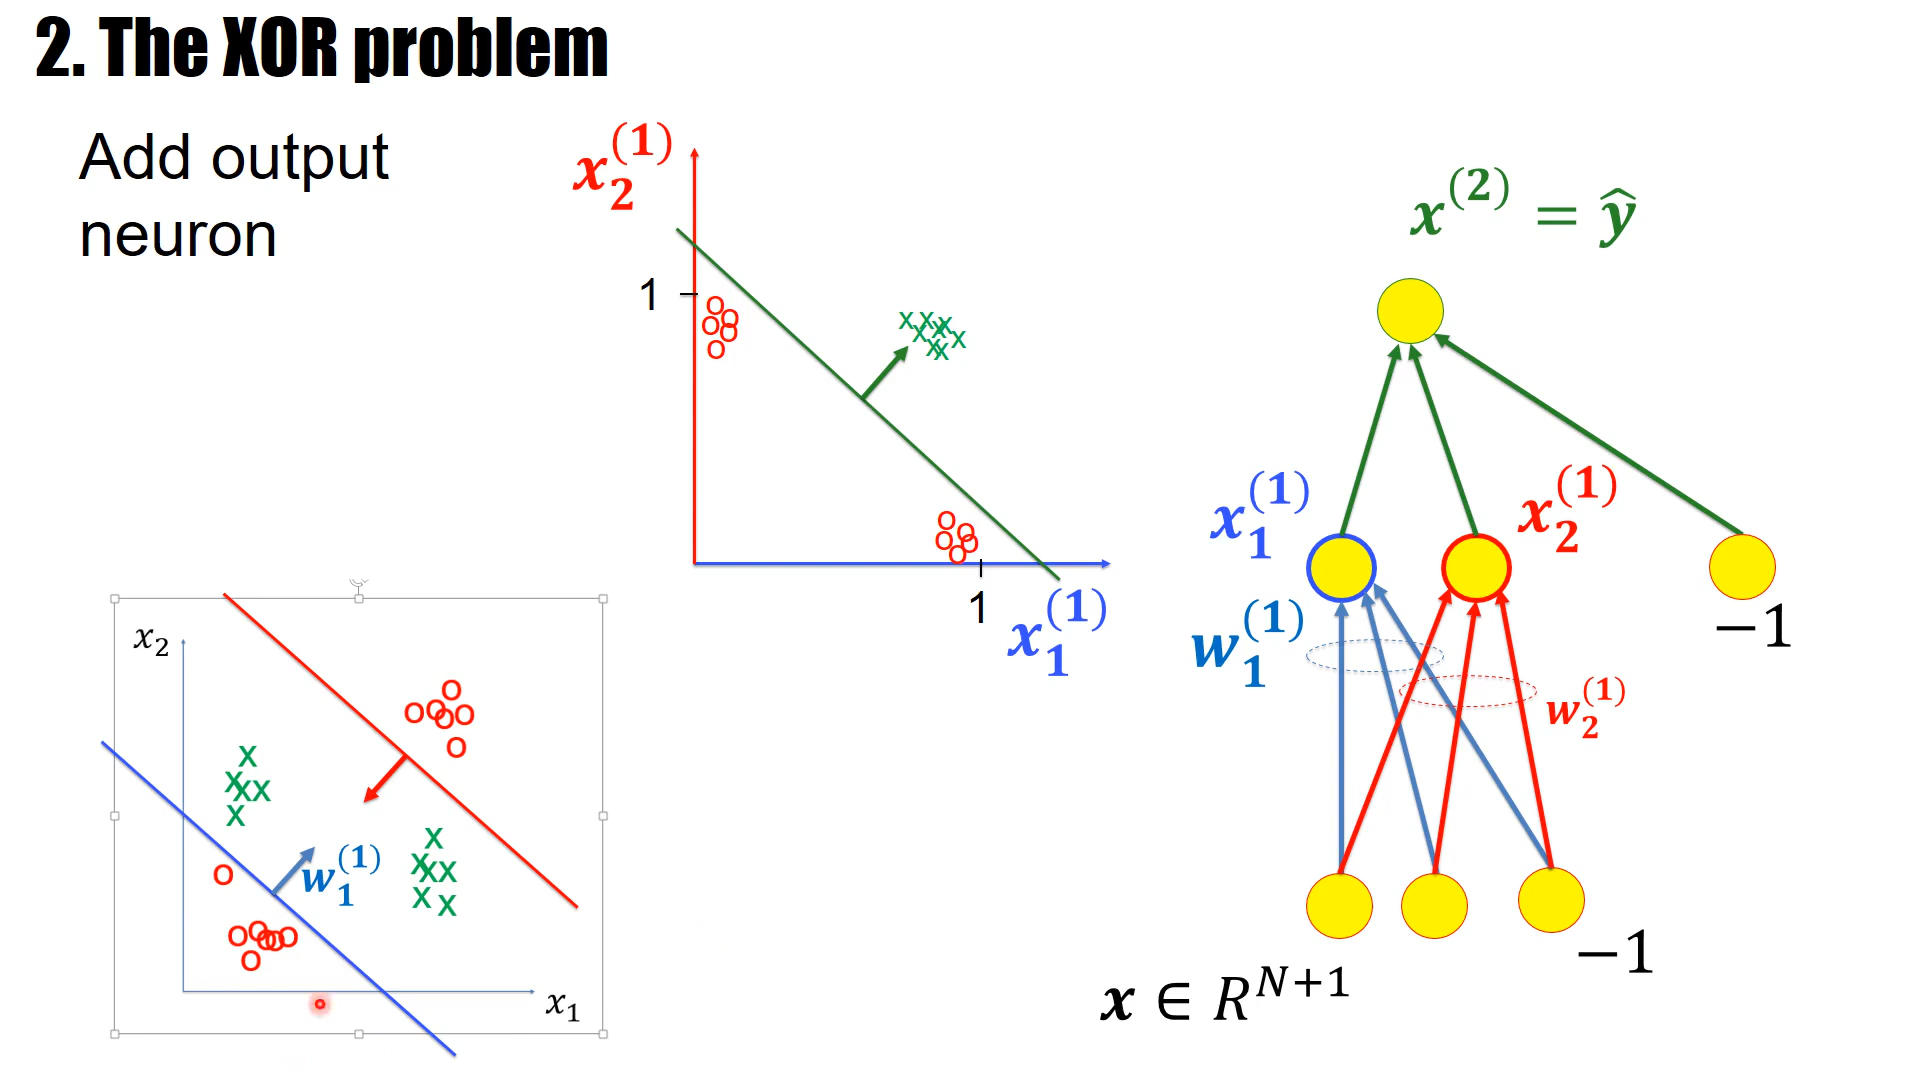 2. The XOR problem
Add output
neuron
x_2^{(1)}
1
1
x_1^{(1)}
x^{(2)} = ŷ
x_1^{(1)}
x_2^{(1)}
−1
w_1^{(1)}
w_2^{(1)}
−1
x ∈ R^{N+1}
x_2
w_1^{(1)}
x_1